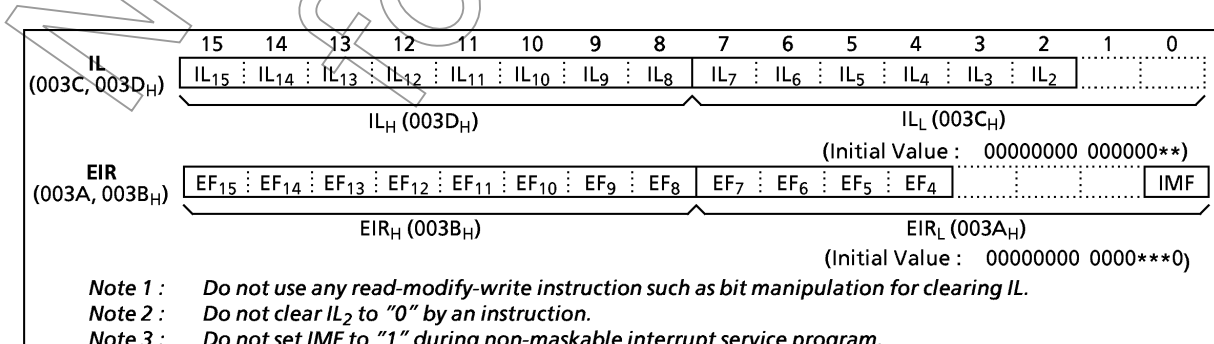 15 14 13 12 11 10 9 8 7 6 5 4 3 2 1 0
IL
(003C, 003DH)
IL15 IL14 IL13 IL12 IL11 IL10 IL9 IL8 IL7 IL6 IL5 IL4 IL3 IL2
ILH (003DH) ILL (003CH)
(Initial Value : 00000000 000000**)
EIR
(003A, 003BH)
EF15 EF14 EF13 EF12 EF11 EF10 EF9 EF8 EF7 EF6 EF5 EF4 IMF
EIRH (003BH) EIRL (003AH)
(Initial Value : 00000000 0000***0)
Note 1 : Do not use any read-modify-write instruction such as bit manipulation for clearing IL.
Note 2 : Do not clear IL2 to "0" by an instruction.
Note 3 : Do not set IMF to "1" during non-maskable interrupt service program.